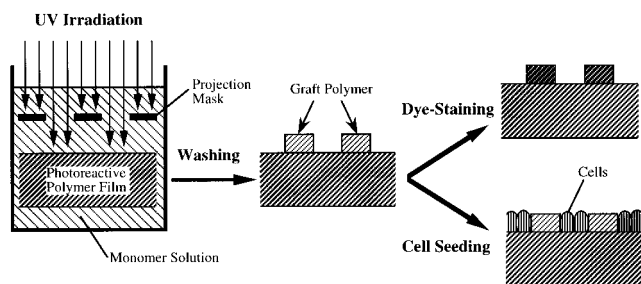 UV Irradiation
Projection
Mask
Photoreactive
Polymer Film
Monomer Solution
Washing
Graft Polymer
Dye-Staining
Cells
Cell Seeding